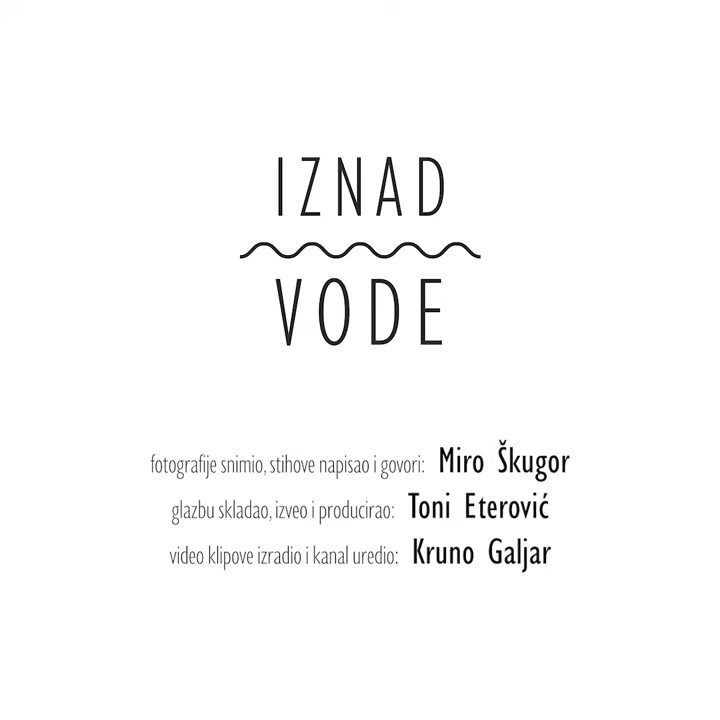 IZNAD
VODE
fotografije snimio, stihove napisao i govori: Miro Škugor
glazbu skladao, izveo i producirao: Toni Eterović
video klipove izradio i kanal uredio: Kruno Galjar